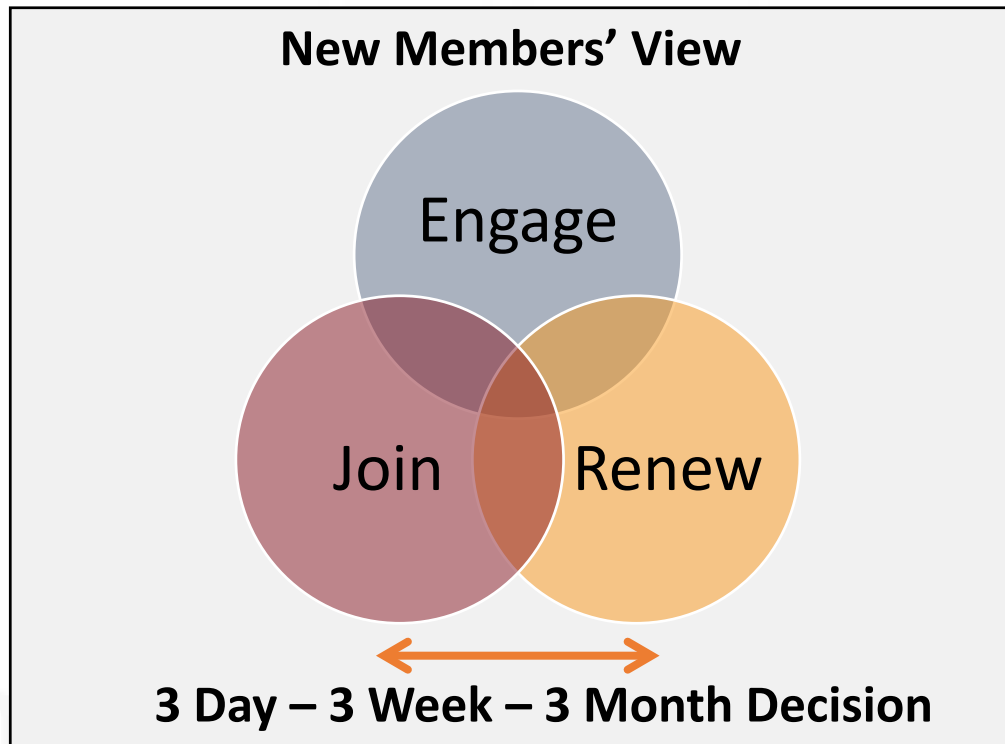 New Members’ View
Engage
Join
Renew
3 Day – 3 Week – 3 Month Decision